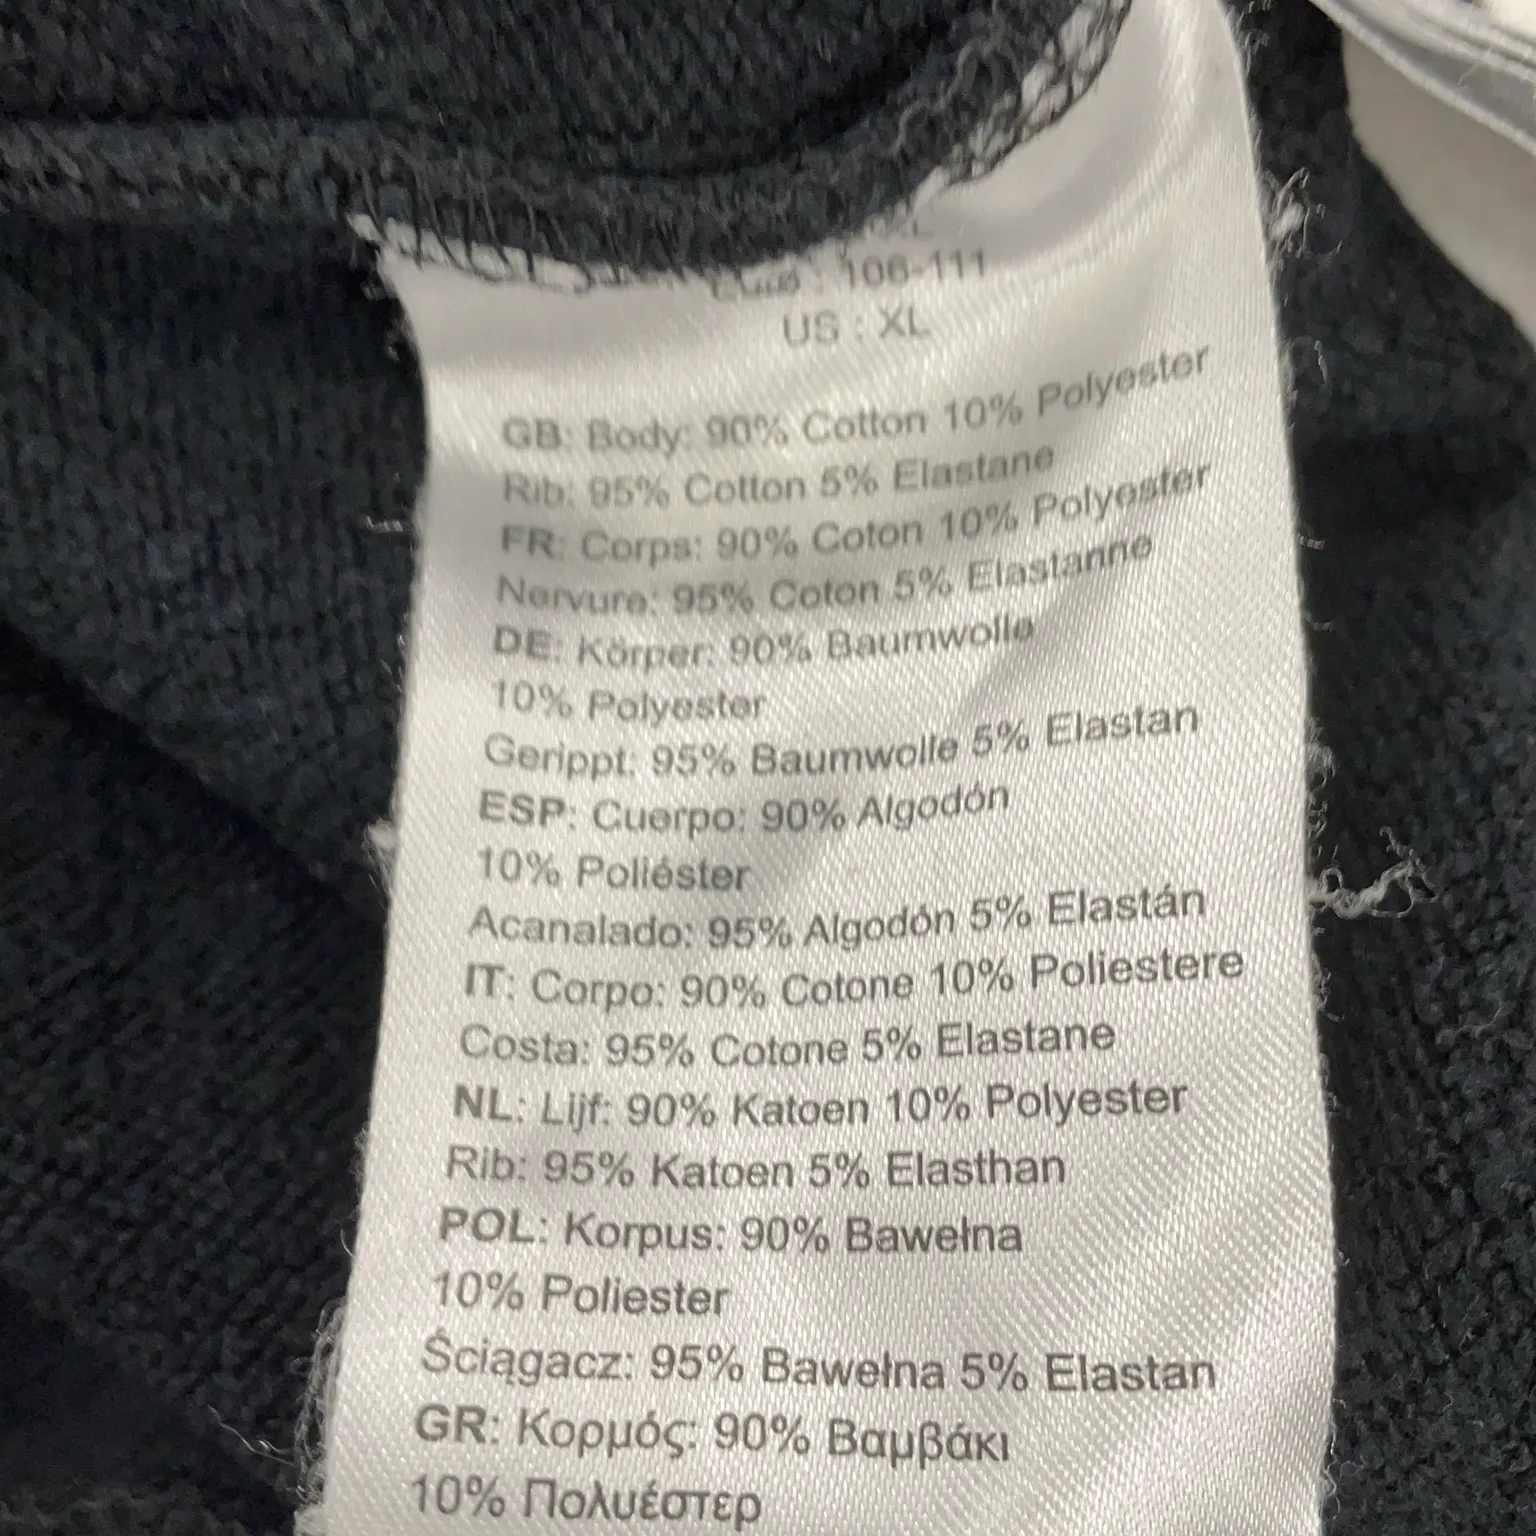 XL
: 106-111
US : XL
GB: Body: 90% Cotton 10% Polyester
Rib: 95% Cotton 5% Elastane
FR: Corps: 90% Coton 10% Polyester
Nervure: 95% Coton 5% Elastanne
DE: Körper: 90% Baumwolle
10% Polyester
Gerippt: 95% Baumwolle 5% Elastan
ESP: Cuerpo: 90% Algodón
10% Poliéster
Acanalado: 95% Algodón 5% Elastán
IT: Corpo: 90% Cotone 10% Poliestere
Costa: 95% Cotone 5% Elastane
NL: Lijf: 90% Katoen 10% Polyester
Rib: 95% Katoen 5% Elasthan
POL: Korpus: 90% Bawełna
10% Poliester
Ściągacz: 95% Bawełna 5% Elastan
GR: Κορμός: 90% Βαμβάκι
10% Πολυέστερ